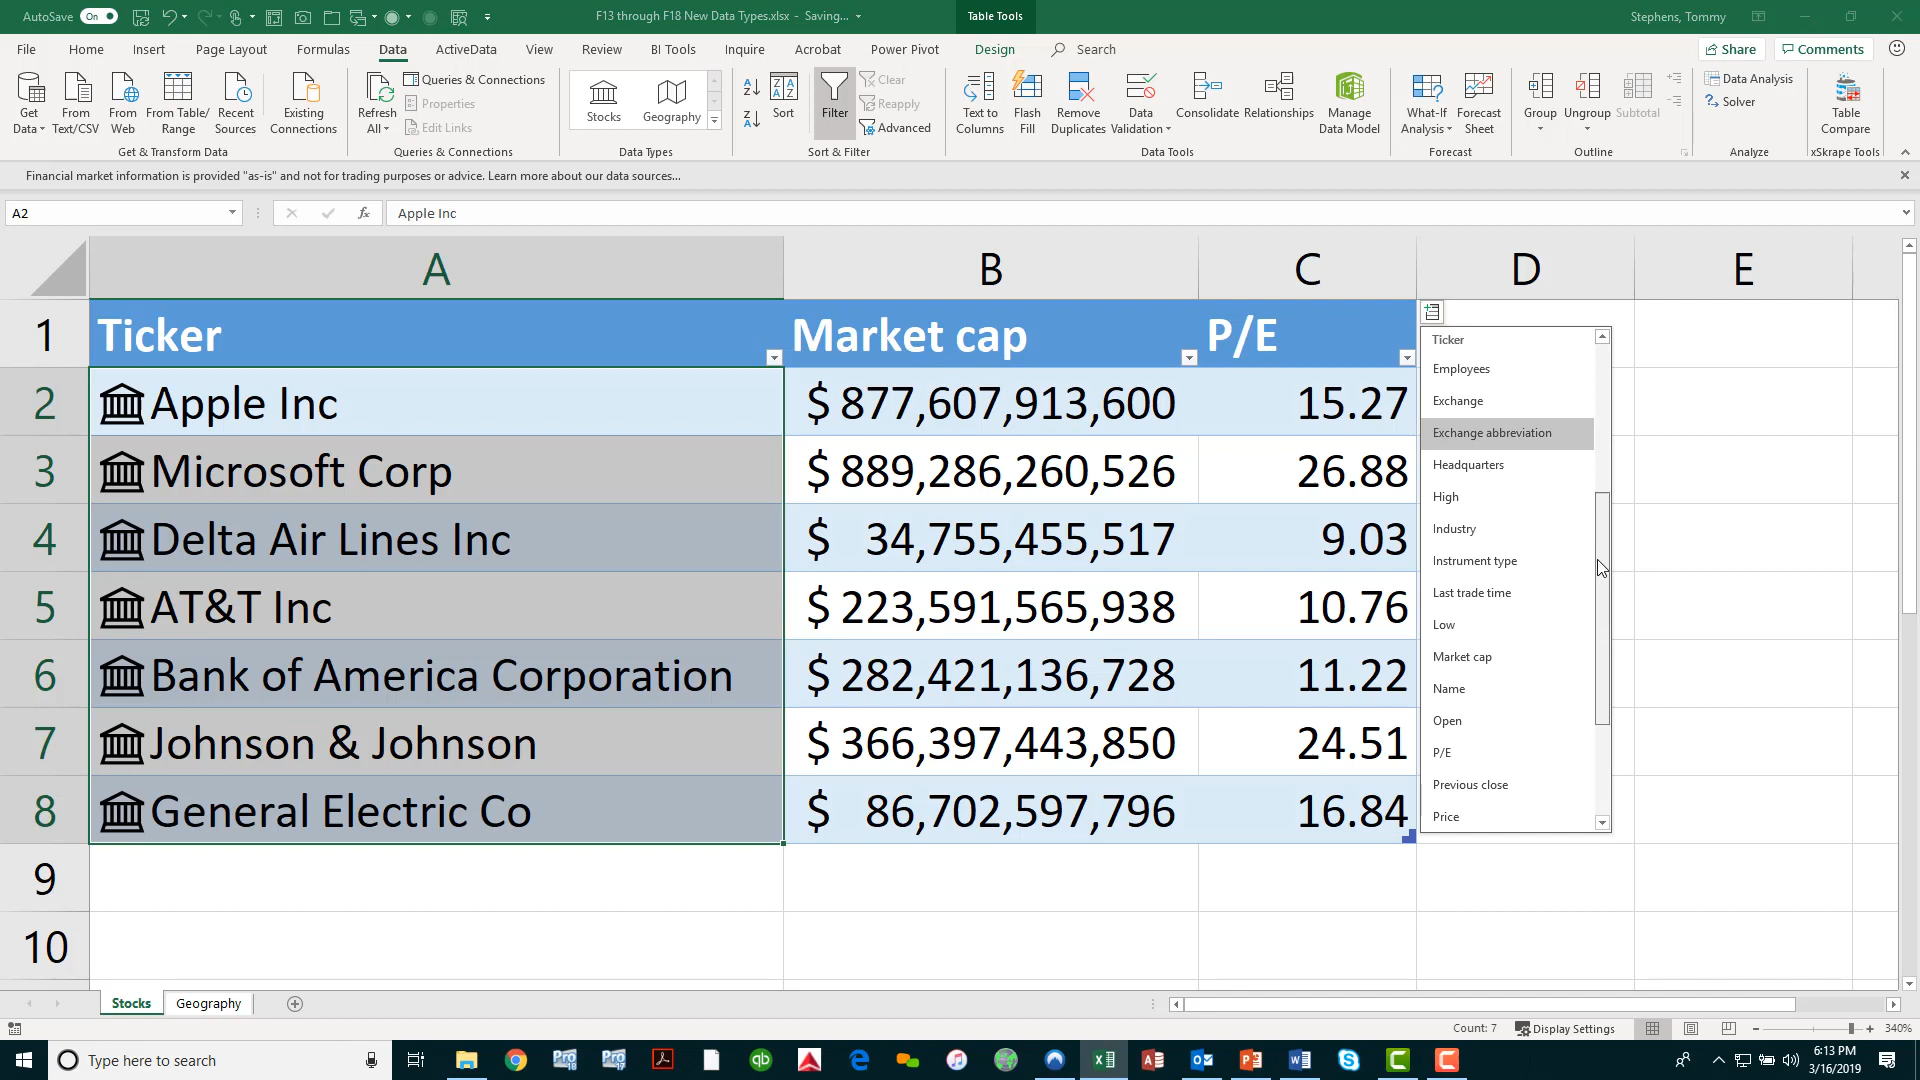 AutoSave On F13 through F18 New Data Types.xlsx - Saving... Table Tools Stephens, Tommy
File Home Insert Page Layout Formulas Data ActiveData View Review BI Tools Inquire Acrobat Power Pivot Design Search Share Comments
Get Data From Text/CSV From Web From Table/ Range Recent Sources Existing Connections
Get & Transform Data
Refresh All Queries & Connections
Properties
Edit Links
Queries & Connections
Stocks Geography
Data Types
Sort Filter Clear
Reapply
Advanced
Sort & Filter
Text to Columns Flash Fill Remove Duplicates Data Validation Consolidate Relationships Manage Data Model
Data Tools
What-If Analysis Forecast Sheet
Forecast
Group Ungroup Subtotal
Outline
Data Analysis
Solver
Analyze
Table Compare
xSkrape Tools
Financial market information is provided "as-is" and not for trading purposes or advice. Learn more about our data sources...
A2 fx Apple Inc
A B C D E
1 Ticker Market cap P/E
2 Apple Inc $ 877,607,913,600 15.27
3 Microsoft Corp $ 889,286,260,526 26.88
4 Delta Air Lines Inc $ 34,755,455,517 9.03
5 AT&T Inc $ 223,591,565,938 10.76
6 Bank of America Corporation $ 282,421,136,728 11.22
7 Johnson & Johnson $ 366,397,443,850 24.51
8 General Electric Co $ 86,702,597,796 16.84
9
10
Ticker
Employees
Exchange
Exchange abbreviation
Headquarters
High
Industry
Instrument type
Last trade time
Low
Market cap
Name
Open
P/E
Previous close
Price
Stocks Geography
Count: 7 Display Settings 340%
Type here to search
6:13 PM
3/16/2019